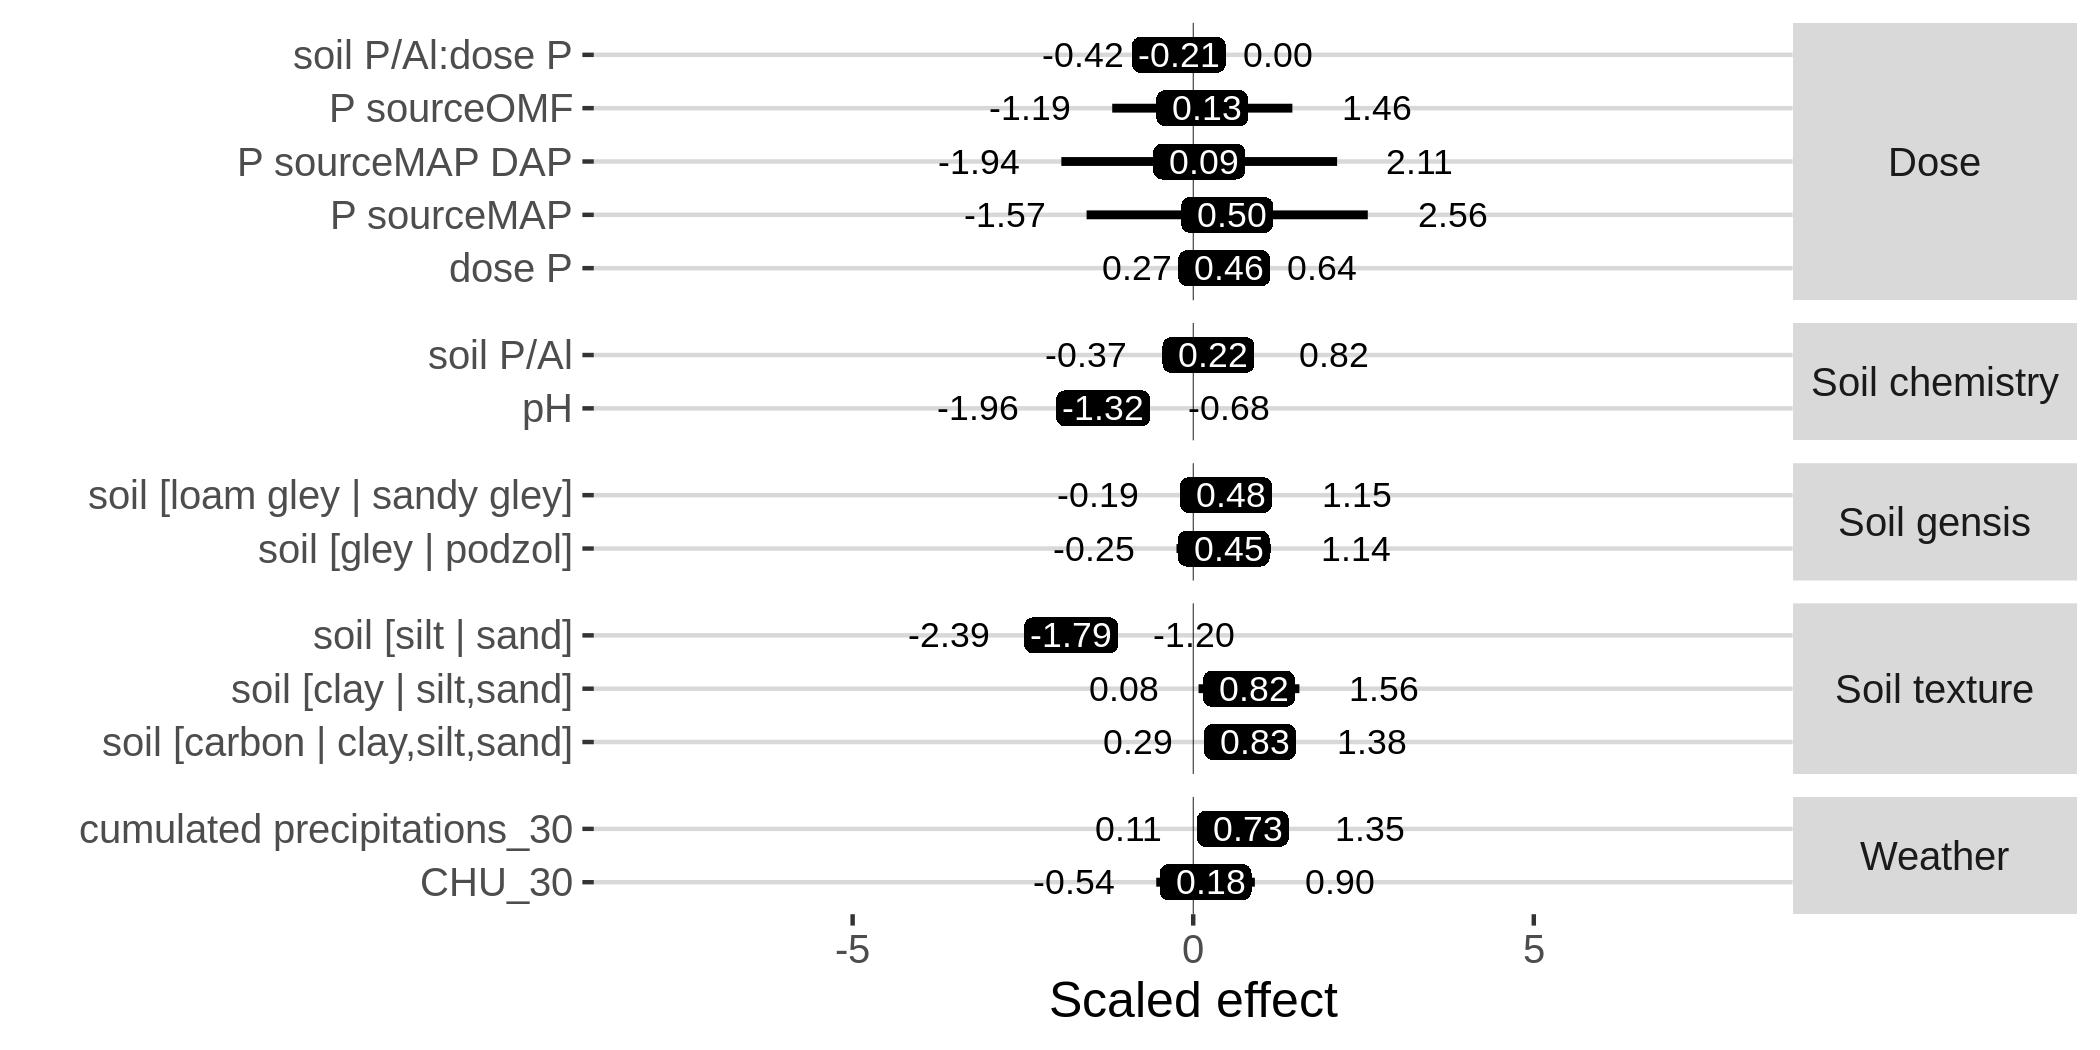 soil P/Al:dose P -0.42 -0.21 0.00
P sourceOMF -1.19 0.13 1.46
P sourceMAP DAP -1.94 0.09 2.11
P sourceMAP -1.57 0.50 2.56
dose P 0.27 0.46 0.64
Dose
soil P/Al -0.37 0.22 0.82
pH -1.96 -1.32 -0.68
Soil chemistry
soil [loam gley | sandy gley] -0.19 0.48 1.15
soil [gley | podzol] -0.25 0.45 1.14
Soil gensis
soil [silt | sand] -2.39 -1.79 -1.20
soil [clay | silt,sand] 0.08 0.82 1.56
soil [carbon | clay,silt,sand] 0.29 0.83 1.38
Soil texture
cumulated precipitations_30 0.11 0.73 1.35
CHU_30 -0.54 0.18 0.90
Weather
-5 0 5
Scaled effect